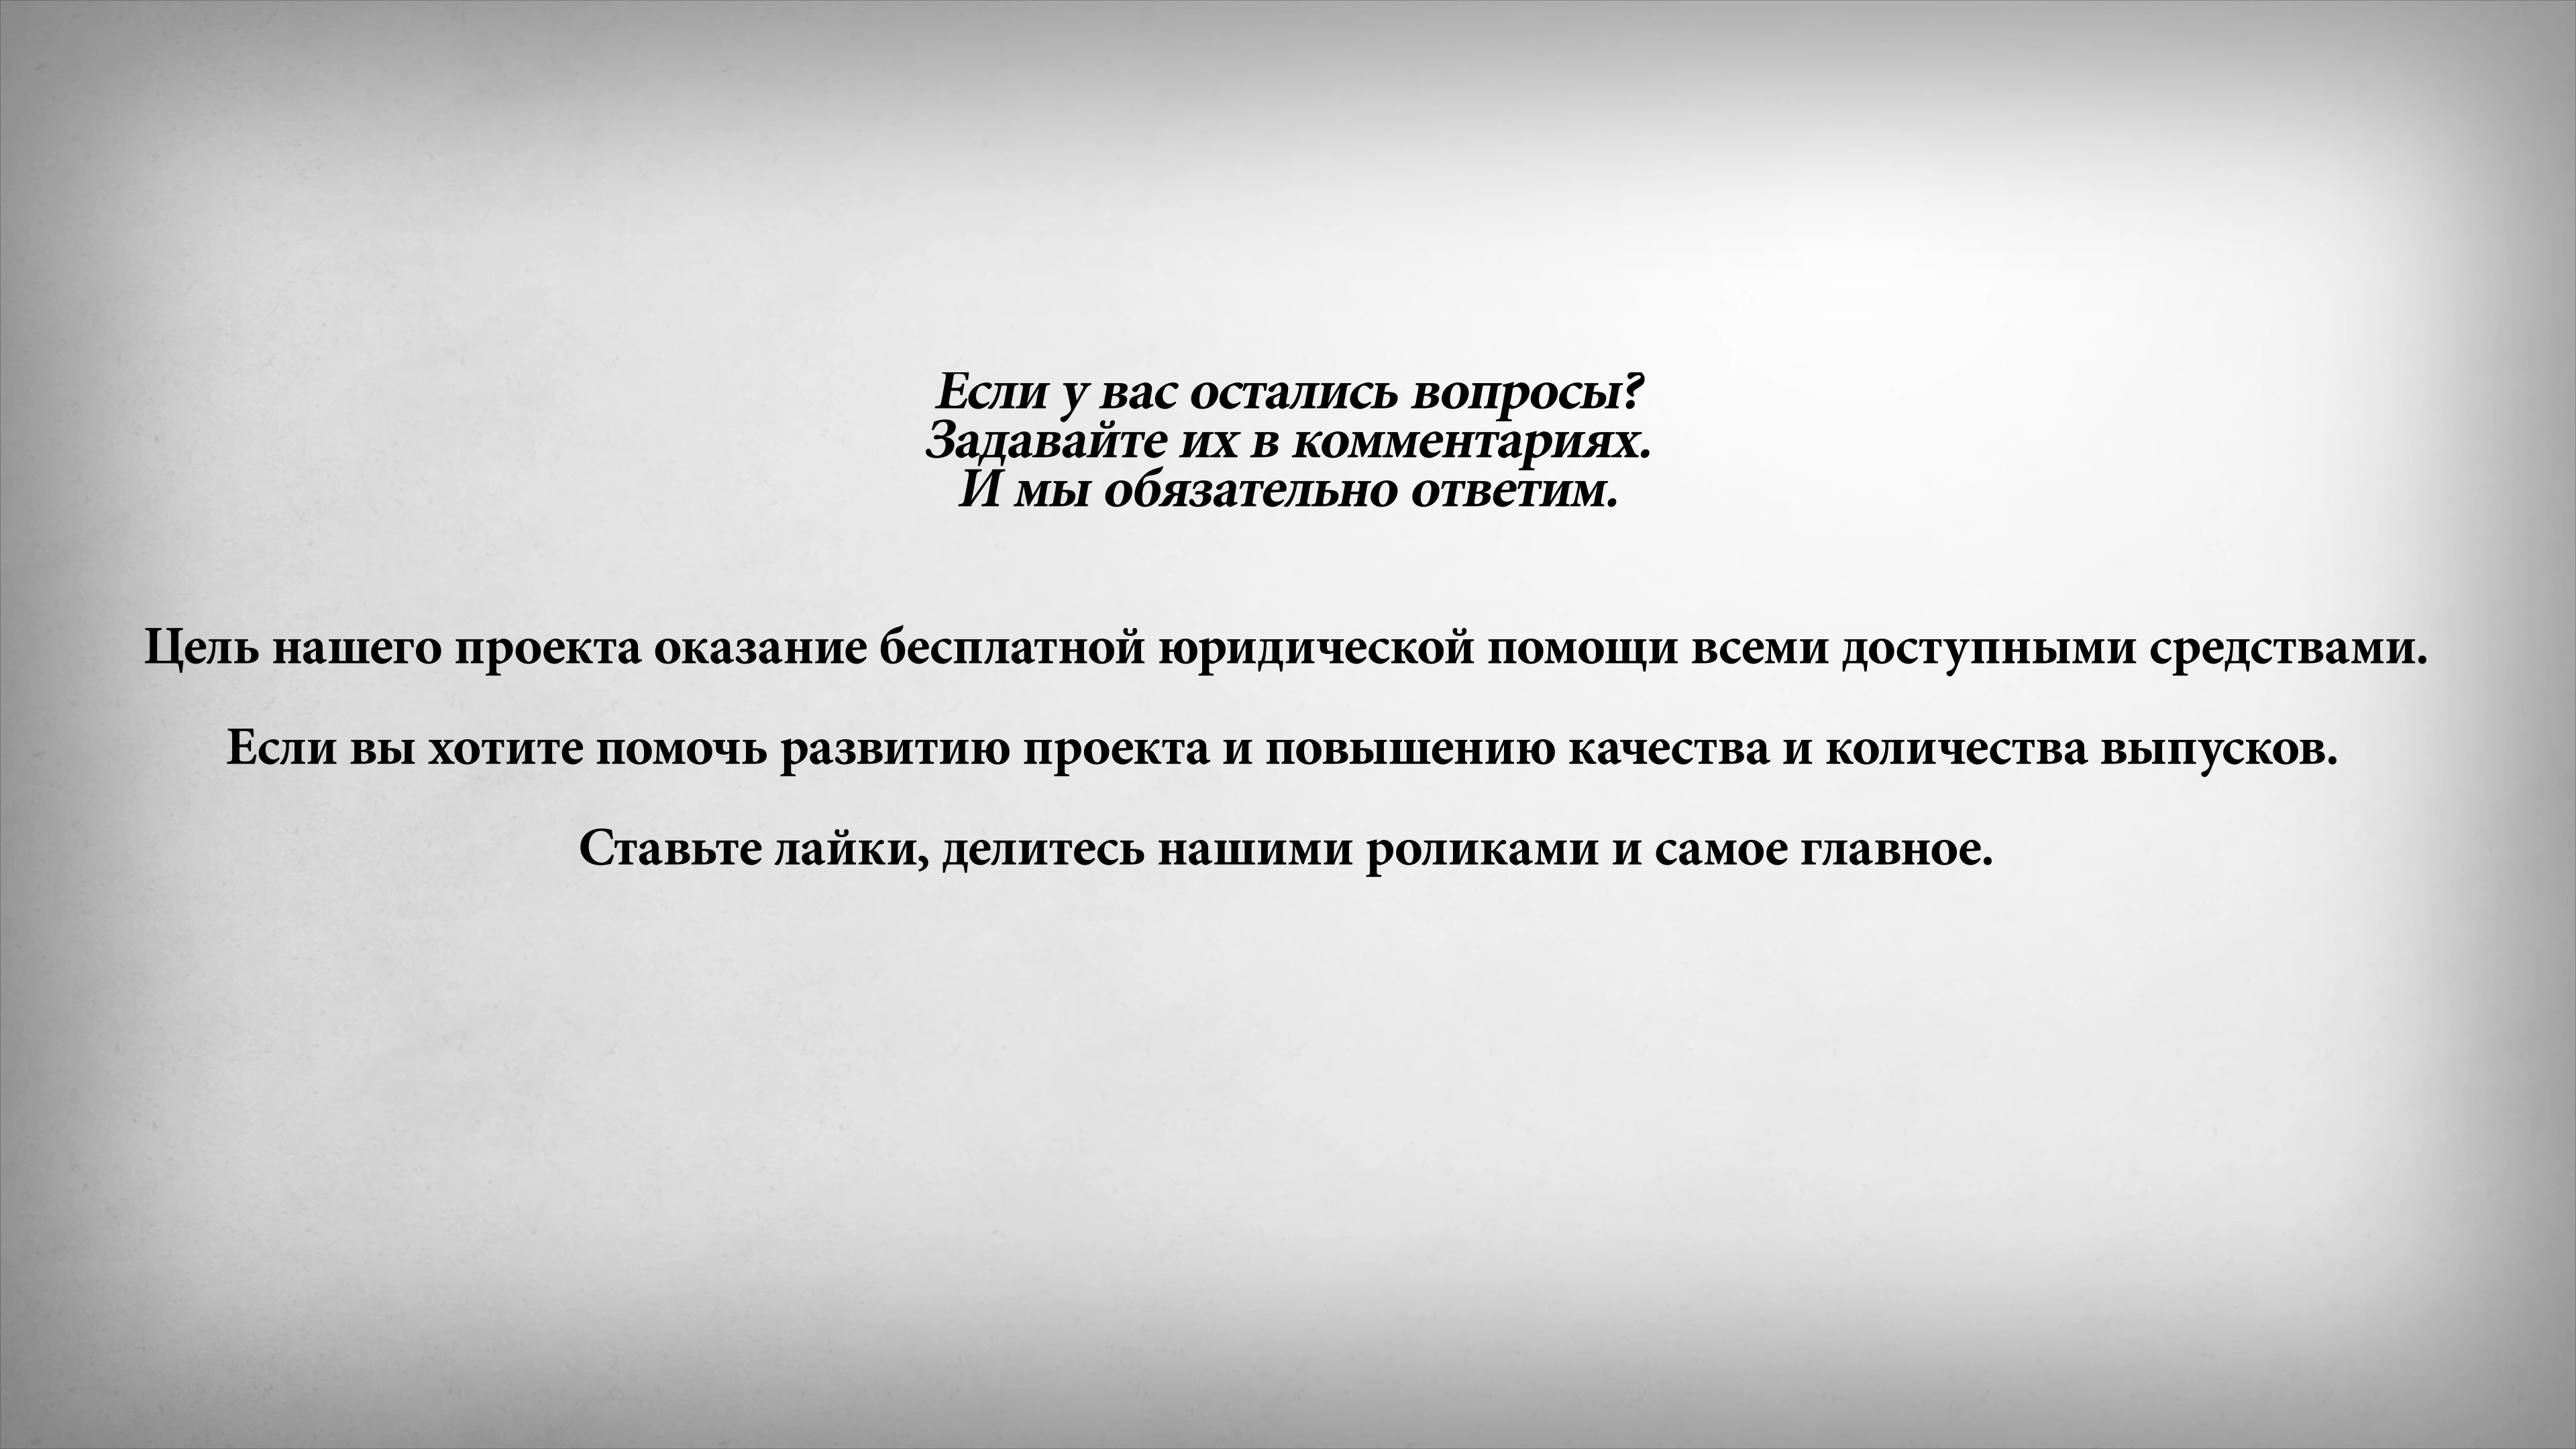 Если у вас остались вопросы?
Задавайте их в комментариях.
И мы обязательно ответим.
Цель нашего проекта оказание бесплатной юридической помощи всеми доступными средствами.
Если вы хотите помочь развитию проекта и повышению качества и количества выпусков.
Ставьте лайки, делитесь нашими роликами и самое главное.